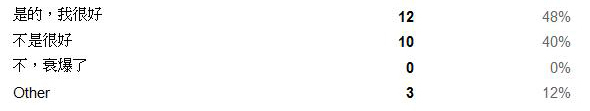 是的，我很好 12 48%
不是很好 10 40%
不，衰爆了 0 0%
Other 3 12%